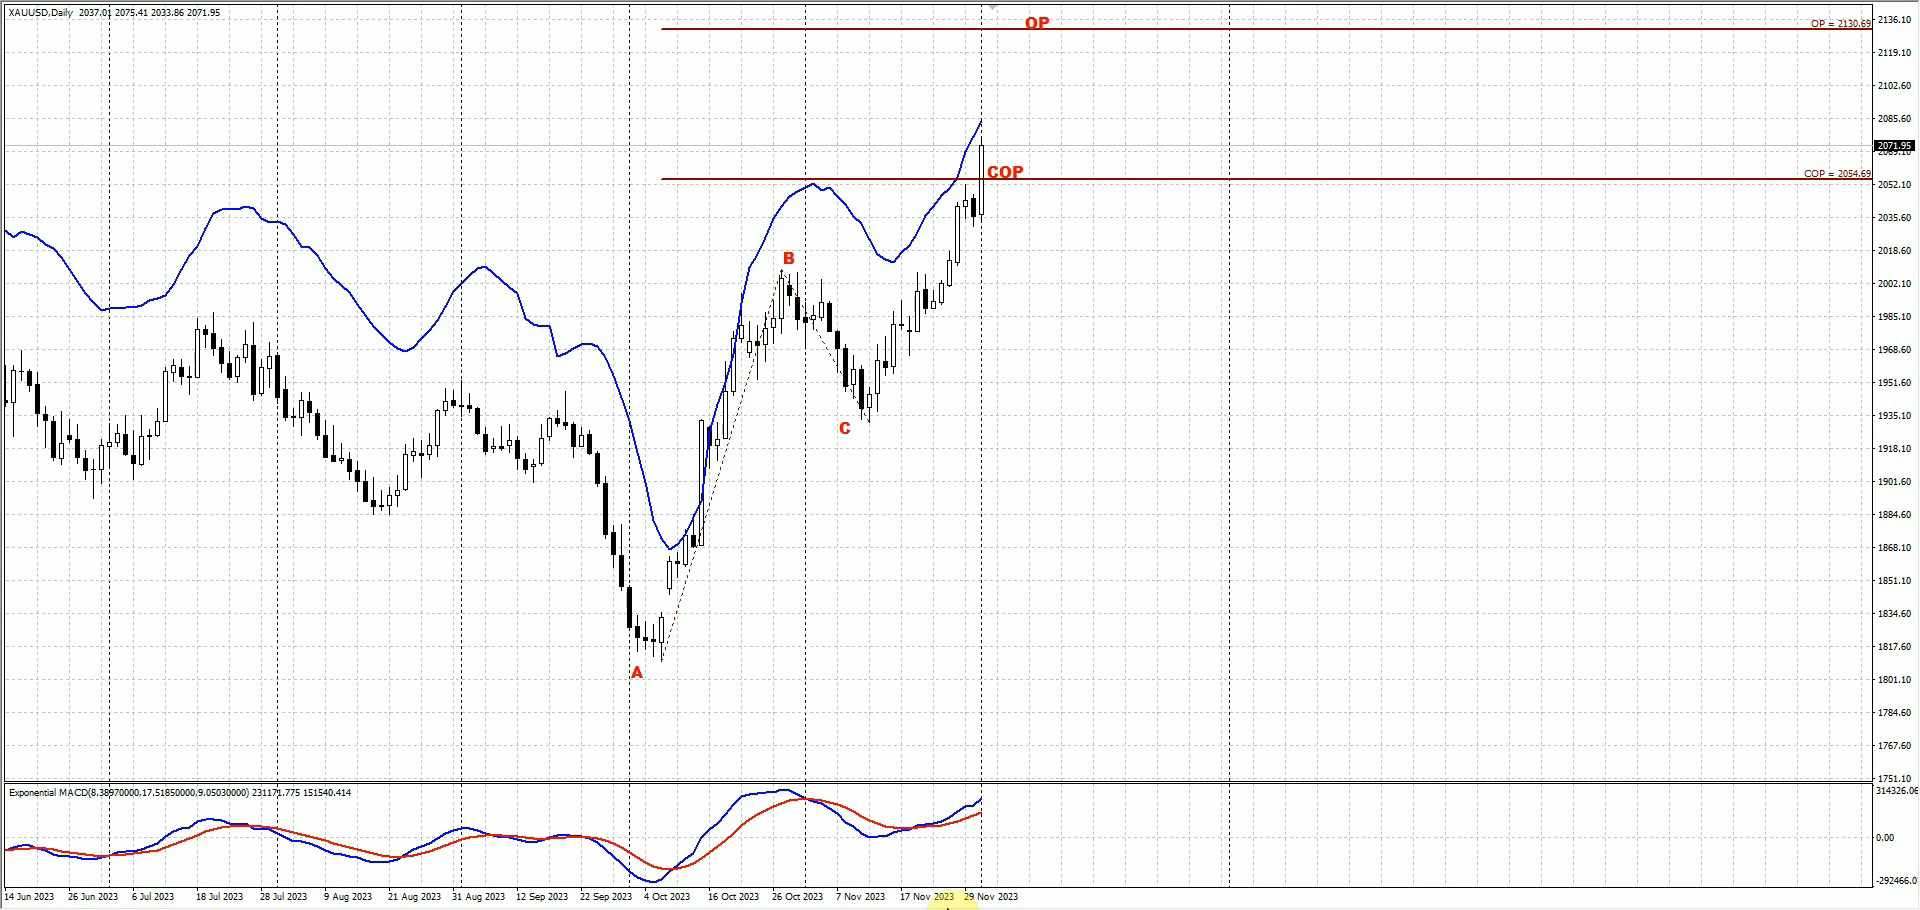 XAUUSD,Daily 2037.01 2075.41 2033.86 2071.95
OP
OP = 2130.69
2136.10
2119.10
2102.60
2085.60
2071.95
COP
COP = 2054.69
2052.10
2035.60
B
2018.60
2002.10
1985.10
1968.60
1951.60
1935.10
C
1918.10
1901.60
1884.60
1868.10
1851.10
1834.60
1817.60
A
1801.10
1784.60
1767.60
1751.10
Exponential MACD(8.38970000,17.51850000,9.05030000) 231171.775 151540.414
314326.06
0.00
-292466.0
14 Jun 2023 26 Jun 2023 6 Jul 2023 18 Jul 2023 28 Jul 2023 9 Aug 2023 21 Aug 2023 31 Aug 2023 12 Sep 2023 22 Sep 2023 4 Oct 2023 16 Oct 2023 26 Oct 2023 7 Nov 2023 17 Nov 2023 29 Nov 2023